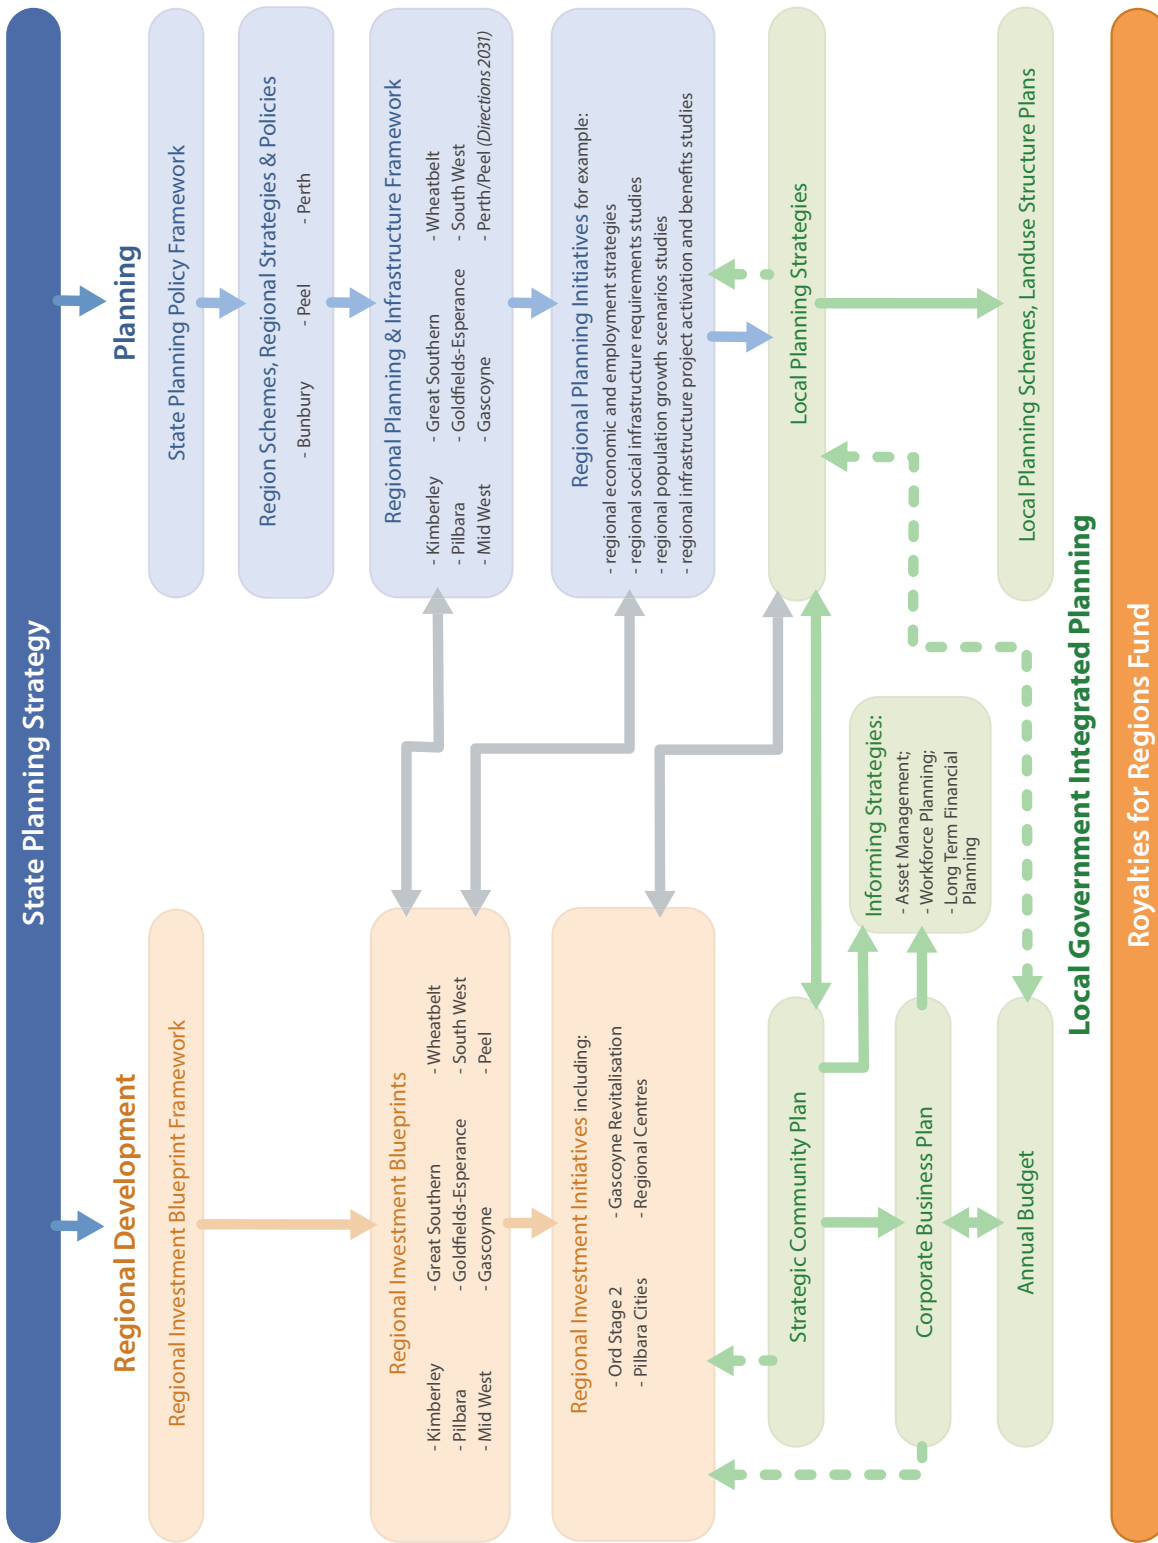 State Planning Strategy
Regional Development
Regional Investment Blueprint Framework
Regional Investment Blueprints
- Kimberley
- Great Southern
- Wheatbelt
- Pilbara
- Goldfields-Esperance
- South West
- Mid West
- Gascoyne
- Peel
Regional Investment Initiatives including:
- Ord Stage 2
- Gascoyne Revitalisation
- Pilbara Cities
- Regional Centres
Planning
State Planning Policy Framework
Region Schemes, Regional Strategies & Policies
- Bunbury
- Peel
- Perth
Regional Planning & Infrastructure Framework
- Kimberley
- Great Southern
- Wheatbelt
- Pilbara
- Goldfields-Esperance
- South West
- Mid West
- Gascoyne
- Perth/Peel (Directions 2031)
Regional Planning Initiatives for example:
- regional economic and employment strategies
- regional social infrastructure requirements studies
- regional population growth scenarios studies
- regional infrastructure project activation and benefits studies
Strategic Community Plan
Local Planning Strategies
Corporate Business Plan
Informing Strategies:
- Asset Management;
- Workforce Planning;
- Long Term Financial
Planning
Annual Budget
Local Planning Schemes, Landuse Structure Plans
Local Government Integrated Planning
Royalties for Regions Fund